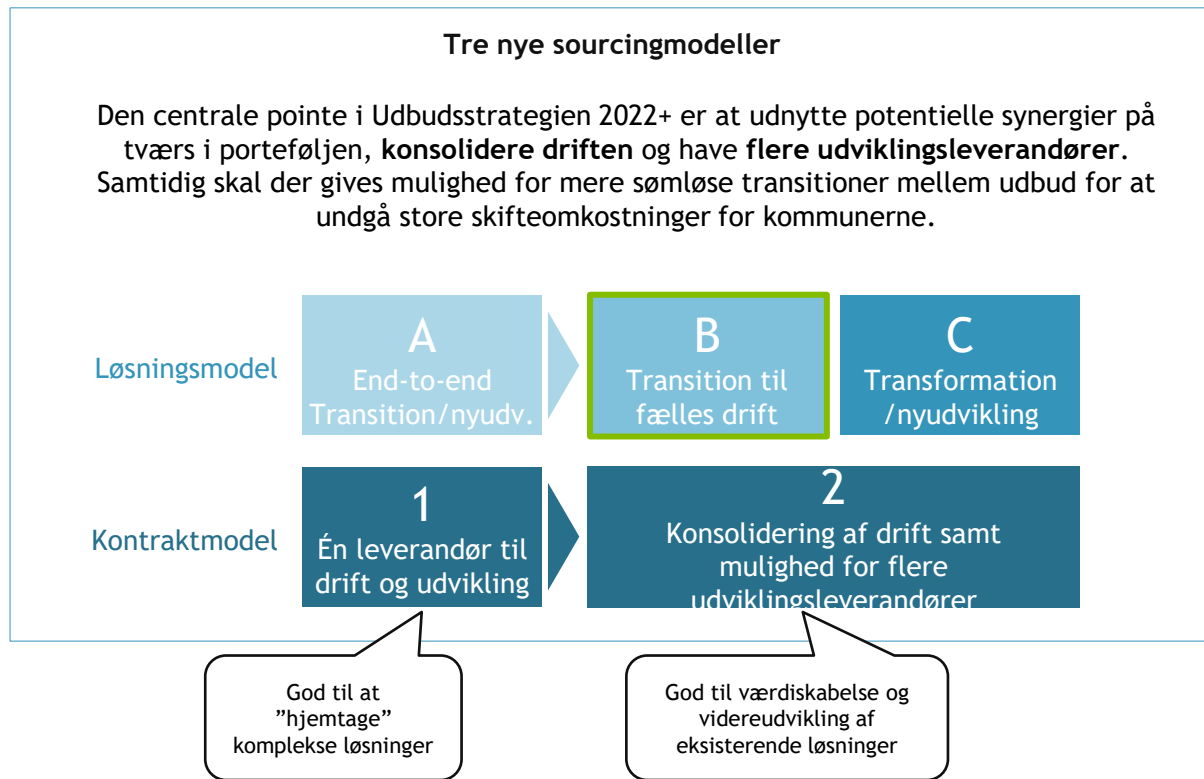 Tre nye sourcingmodeller
Den centrale pointe i Udbudsstrategien 2022+ er at udnytte potentielle synergier på
tværs i porteføljen, konsolidere driften og have flere udviklingsleverandører.
Samtidig skal der gives mulighed for mere sømløse transitioner mellem udbud for at
undgå store skifteomkostninger for kommunerne.
Løsningsmodel
A
End-to-end
Transition/nyudv.
B
Transition til
fælles drift
C
Transformation
/nyudvikling
Kontraktmodel
1
Én leverandør til
drift og udvikling
2
Konsolidering af drift samt
mulighed for flere
udviklingsleverandører
God til at
”hjemtage”
komplekse løsninger
God til værdiskabelse og
videreudvikling af
eksisterende løsninger